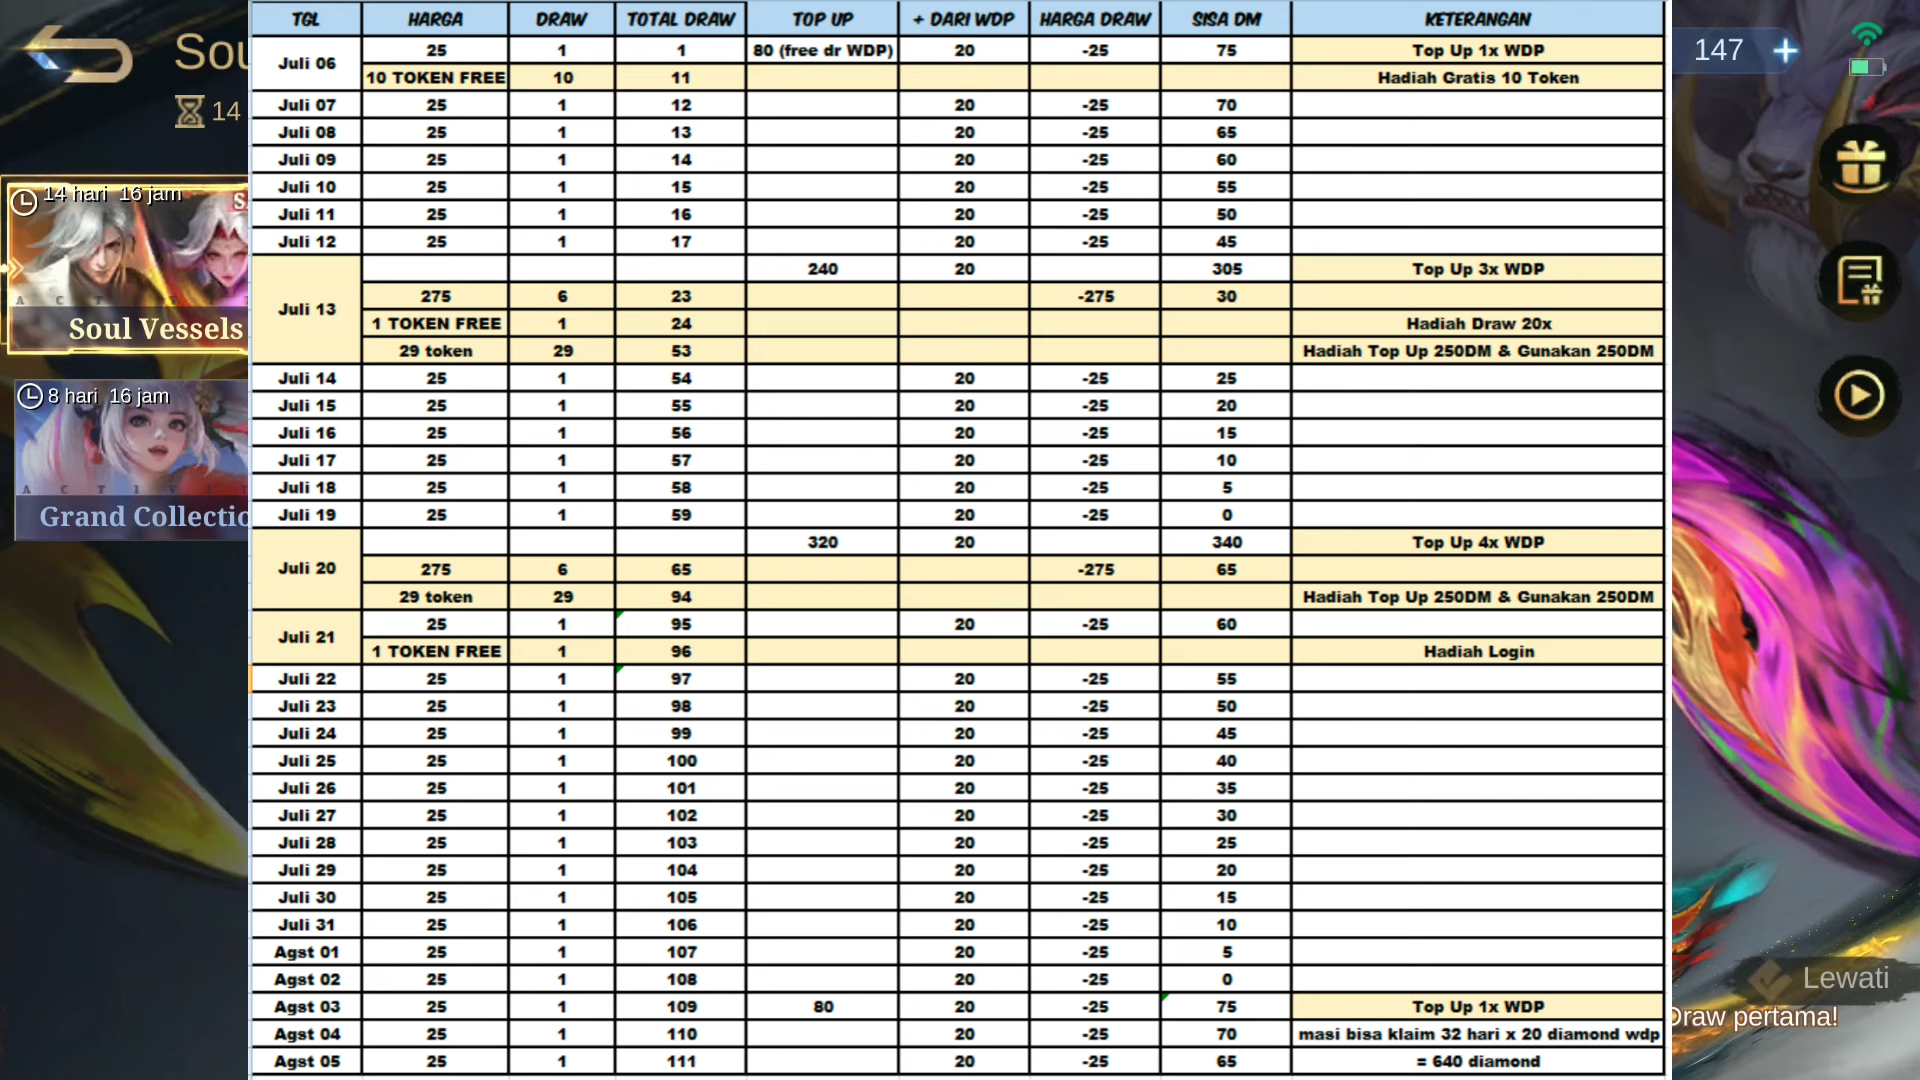 Sou
14
14 hari 16 jam
SA
Soul Vessels
8 hari 16 jam
Grand Collectio
TGL HARGA DRAW TOTAL DRAW TOP UP + DARI WDP HARGA DRAW SISA DM KETERANGAN
Juli 06 25 1 1 80 (free dr WDP) 20 -25 75 Top Up 1x WDP
10 TOKEN FREE 10 11 Hadiah Gratis 10 Token
Juli 07 25 1 12 20 -25 70
Juli 08 25 1 13 20 -25 65
Juli 09 25 1 14 20 -25 60
Juli 10 25 1 15 20 -25 55
Juli 11 25 1 16 20 -25 50
Juli 12 25 1 17 20 -25 45
Juli 13 240 20 305 Top Up 3x WDP
275 6 23 -275 30
1 TOKEN FREE 1 24 Hadiah Draw 20x
29 token 29 53 Hadiah Top Up 250DM & Gunakan 250DM
Juli 14 25 1 54 20 -25 25
Juli 15 25 1 55 20 -25 20
Juli 16 25 1 56 20 -25 15
Juli 17 25 1 57 20 -25 10
Juli 18 25 1 58 20 -25 5
Juli 19 25 1 59 20 -25 0
Juli 20 320 20 340 Top Up 4x WDP
275 6 65 -275 65
29 token 29 94 Hadiah Top Up 250DM & Gunakan 250DM
Juli 21 25 1 95 20 -25 60
1 TOKEN FREE 1 96 Hadiah Login
Juli 22 25 1 97 20 -25 55
Juli 23 25 1 98 20 -25 50
Juli 24 25 1 99 20 -25 45
Juli 25 25 1 100 20 -25 40
Juli 26 25 1 101 20 -25 35
Juli 27 25 1 102 20 -25 30
Juli 28 25 1 103 20 -25 25
Juli 29 25 1 104 20 -25 20
Juli 30 25 1 105 20 -25 15
Juli 31 25 1 106 20 -25 10
Agst 01 25 1 107 20 -25 5
Agst 02 25 1 108 20 -25 0
Agst 03 25 1 109 80 20 -25 75 Top Up 1x WDP
Agst 04 25 1 110 20 -25 70 masi bisa klaim 32 hari x 20 diamond wdp
Agst 05 25 1 111 20 -25 65 = 640 diamond
147
Lewati
Draw pertama!